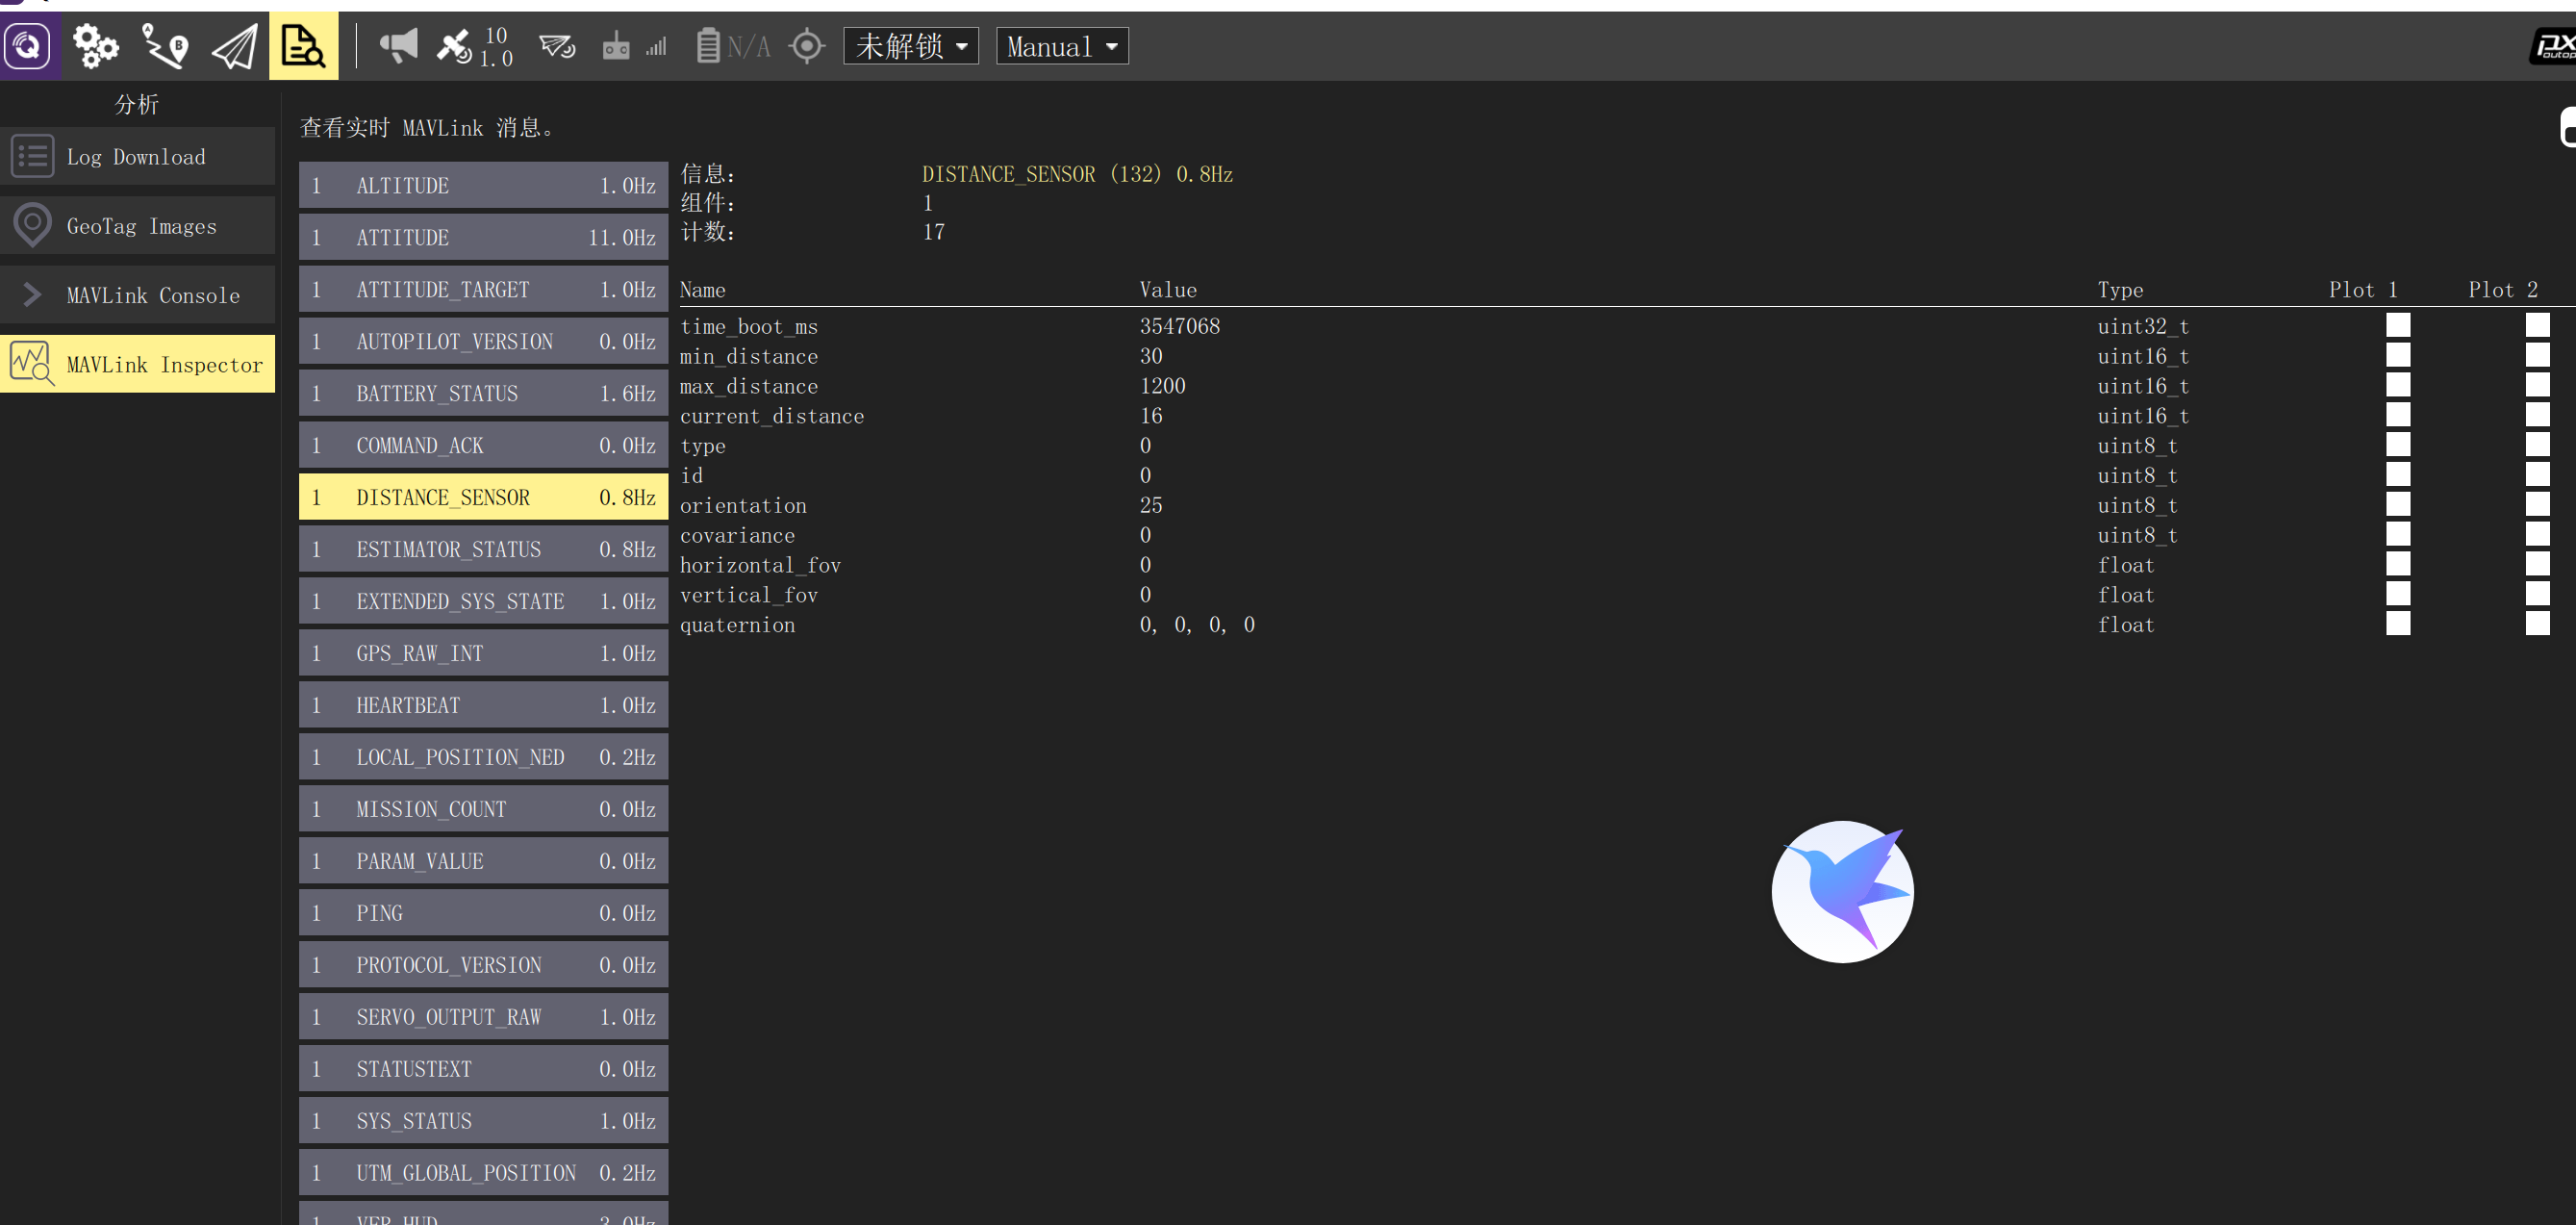 10
1.0
N/A
未解锁
Manual
分析
Log Download
GeoTag Images
MAVLink Console
MAVLink Inspector
查看实时 MAVLink 消息。
1 ALTITUDE 1.0Hz
1 ATTITUDE 11.0Hz
1 ATTITUDE_TARGET 1.0Hz
1 AUTOPILOT_VERSION 0.0Hz
1 BATTERY_STATUS 1.6Hz
1 COMMAND_ACK 0.0Hz
1 DISTANCE_SENSOR 0.8Hz
1 ESTIMATOR_STATUS 0.8Hz
1 EXTENDED_SYS_STATE 1.0Hz
1 GPS_RAW_INT 1.0Hz
1 HEARTBEAT 1.0Hz
1 LOCAL_POSITION_NED 0.2Hz
1 MISSION_COUNT 0.0Hz
1 PARAM_VALUE 0.0Hz
1 PING 0.0Hz
1 PROTOCOL_VERSION 0.0Hz
1 SERVO_OUTPUT_RAW 1.0Hz
1 STATUSTEXT 0.0Hz
1 SYS_STATUS 1.0Hz
1 UTM_GLOBAL_POSITION 0.2Hz
信息: DISTANCE_SENSOR (132) 0.8Hz
组件: 1
计数: 17
Name Value Type Plot 1 Plot 2
time_boot_ms 3547068 uint32_t
min_distance 30 uint16_t
max_distance 1200 uint16_t
current_distance 16 uint16_t
type 0 uint8_t
id 0 uint8_t
orientation 25 uint8_t
covariance 0 uint8_t
horizontal_fov 0 float
vertical_fov 0 float
quaternion 0, 0, 0, 0 float